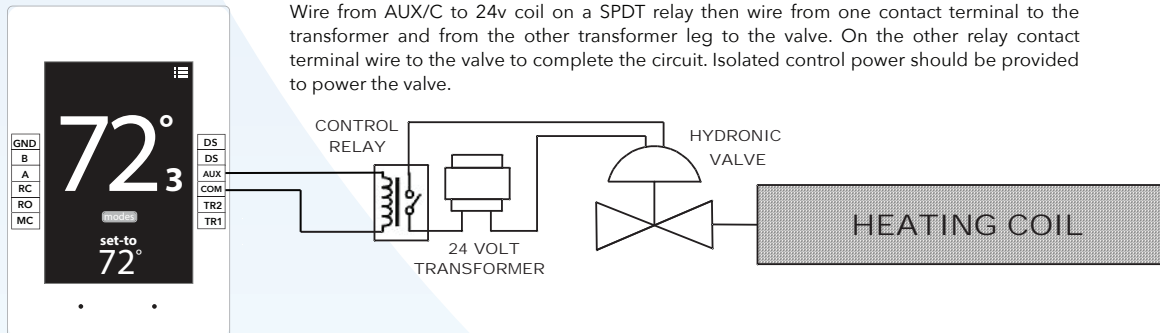 Wire from AUX/C to 24v coil on a SPDT relay then wire from one contact terminal to the
transformer and from the other transformer leg to the valve. On the other relay contact
terminal wire to the valve to complete the circuit. Isolated control power should be provided
to power the valve.
72°
3
modes
set-to
72°
GND
B
A
RC
RO
MC
DS
DS
AUX
COM
TR2
TR1
CONTROL
RELAY
24 VOLT
TRANSFORMER
HYDRONIC
VALVE
HEATING COIL